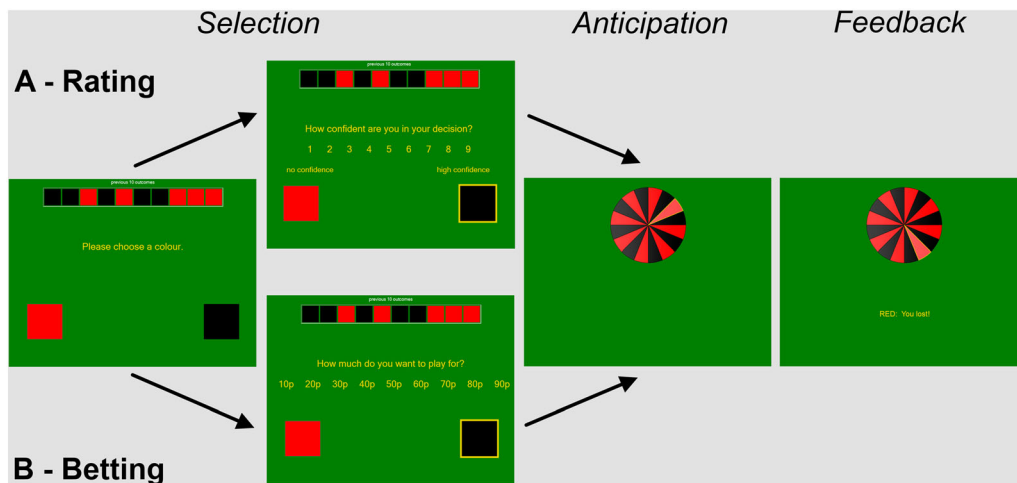 Selection
Anticipation
Feedback
A - Rating
previous 10 outcomes
How confident are you in your decision?
1 2 3 4 5 6 7 8 9
no confidence
high confidence
previous 10 outcomes
Please choose a colour.
RED: You lost!
previous 10 outcomes
How much do you want to play for?
10p 20p 30p 40p 50p 60p 70p 80p 90p
B - Betting